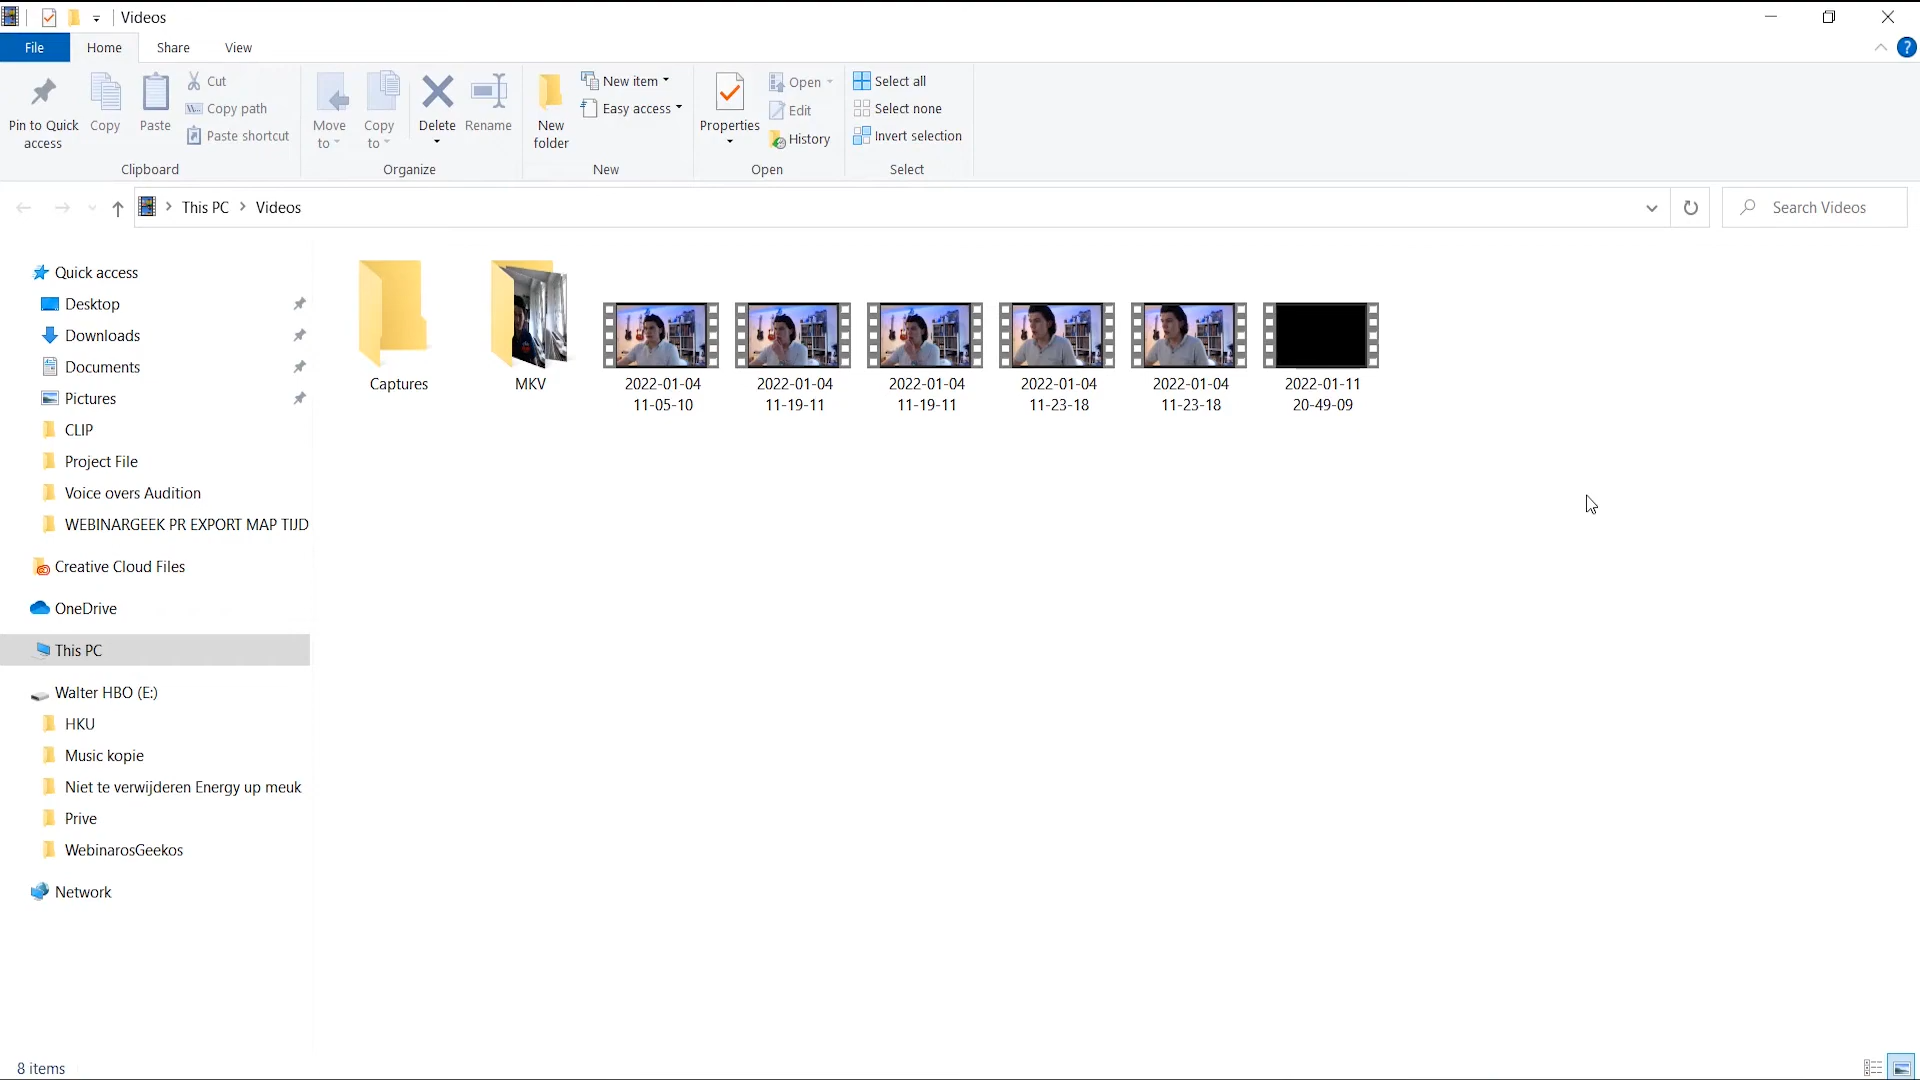 Videos
File
Home
Share
View
Pin to Quick
access
Copy
Paste
Cut
Copy path
Paste shortcut
Clipboard
Move
to
Copy
to
Delete
Rename
Organize
New
folder
New item
Easy access
New
Properties
Open
Edit
History
Open
Select all
Select none
Invert selection
Select
This PC > Videos
Search Videos
Quick access
Desktop
Downloads
Documents
Pictures
CLIP
Project File
Voice overs Audition
WEBINARGEEK PR EXPORT MAP TIJD
Creative Cloud Files
OneDrive
This PC
Walter HBO (E:)
HKU
Music kopie
Niet te verwijderen Energy up meuk
Prive
WebinarosGeekos
Network
Captures
MKV
2022-01-04
11-05-10
2022-01-04
11-19-11
2022-01-04
11-19-11
2022-01-04
11-23-18
2022-01-04
11-23-18
2022-01-11
20-49-09
8 items